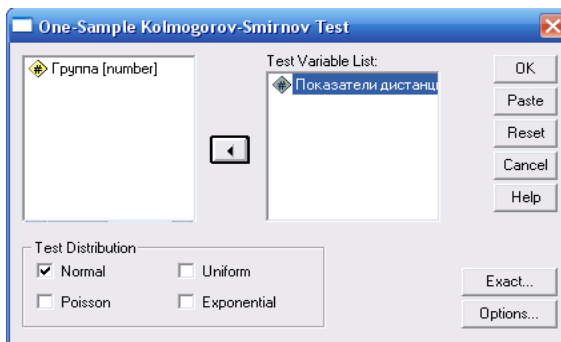 One-Sample Kolmogorov-Smirnov Test
Группа [number]
Test Variable List:
Показатели
OK
Paste
Reset
Cancel
Help
Test Distribution
Normal
Uniform
Poisson
Exponential
Exact...
Options...